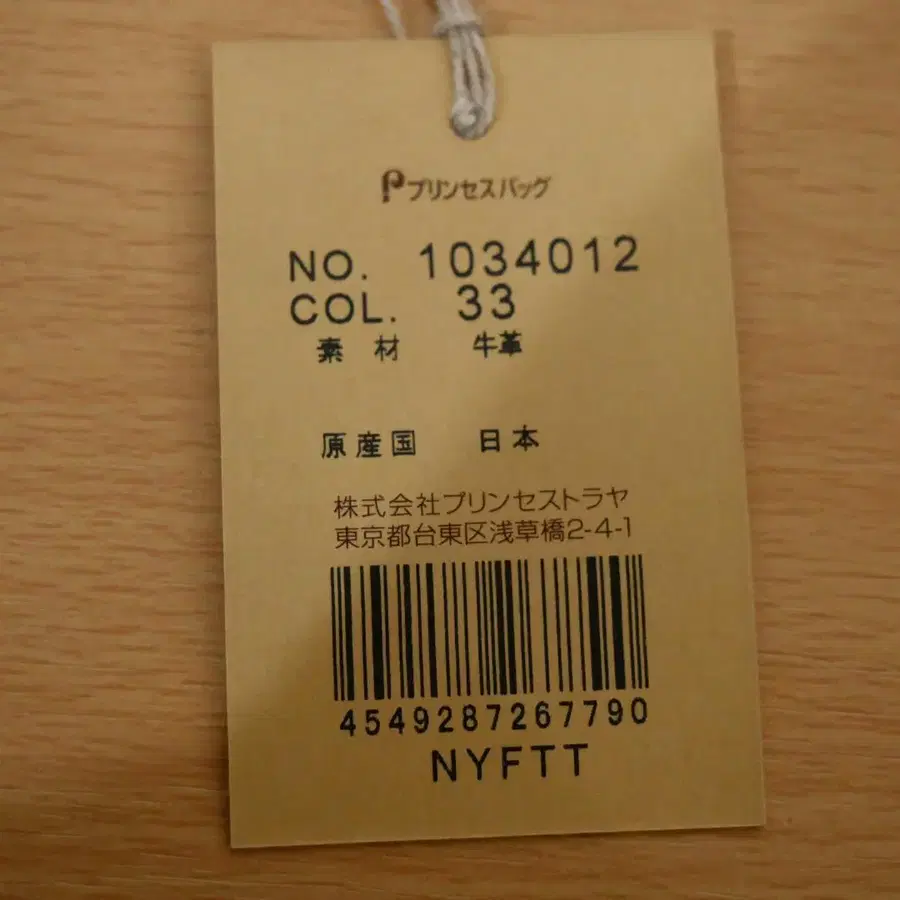 プリンセスバッグ
NO. 1034012
COL. 33
素材 牛革
原産国 日本
株式会社プリンセストラヤ
東京都台東区浅草橋2-4-1
4549287267790
NYFTT